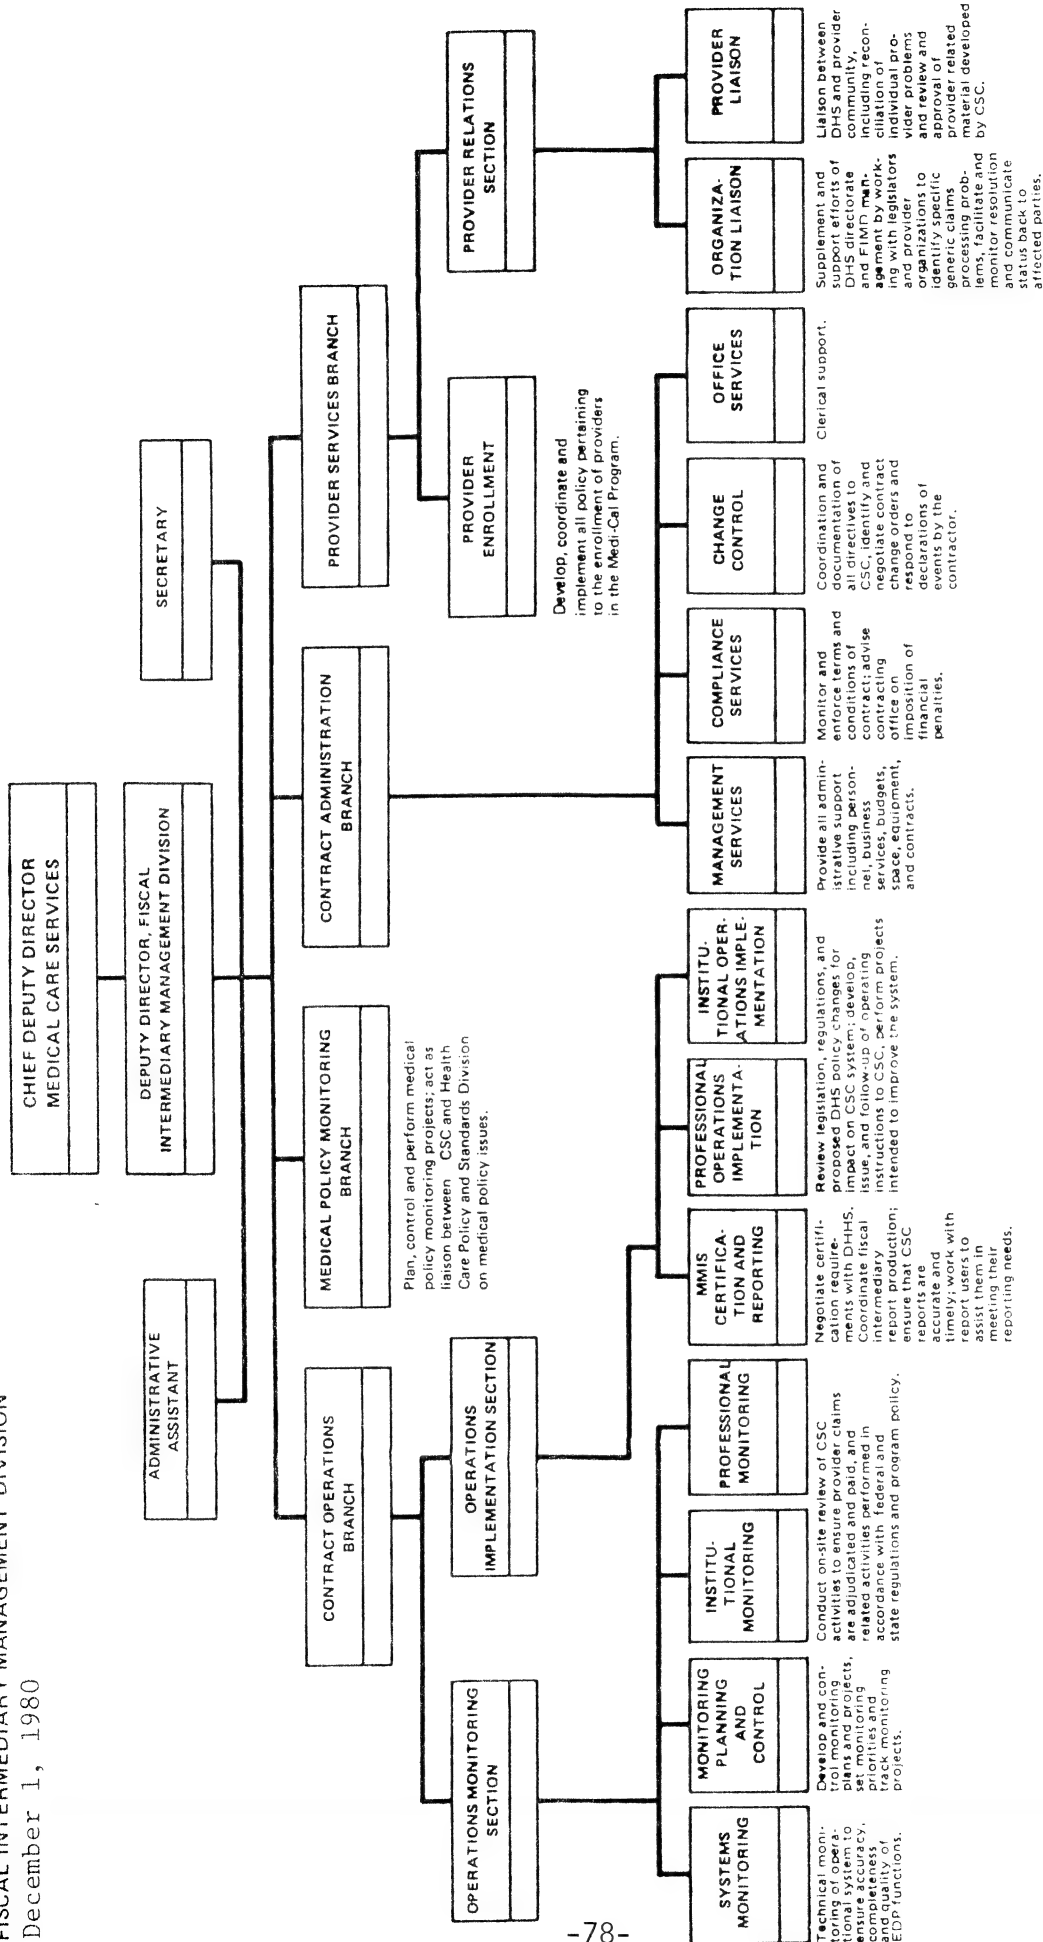 FISCAL INTERMEDIARY MANAGEMENT DIVISION
December 1, 1980
CHIEF DEPUTY DIRECTOR
MEDICAL CARE SERVICES
DEPUTY DIRECTOR, FISCAL
INTERMEDIARY MANAGEMENT DIVISION
ADMINISTRATIVE
ASSISTANT
SECRETARY
CONTRACT OPERATIONS
BRANCH
MEDICAL POLICY MONITORING
BRANCH
Plan, control and perform medical
policy monitoring projects; act as
liaison between CSC and Health
Care Policy and Standards Division
on medical policy issues.
CONTRACT ADMINISTRATION
BRANCH
PROVIDER SERVICES BRANCH
OPERATIONS MONITORING
SECTION
OPERATIONS
IMPLEMENTATION SECTION
PROVIDER
ENROLLMENT
Develop, coordinate and
implement all policy pertaining
to the enrollment of providers
in the Medi-Cal Program.
PROVIDER RELATIONS
SECTION
SYSTEMS
MONITORING
Technical moni-
toring of opera-
tional system to
ensure accuracy,
completeness
and quality of
EDP functions.
MONITORING
PLANNING
AND
CONTROL
Develop and con-
trol monitoring
plans and projects,
set monitoring
priorities and
track monitoring
projects.
INSTITU-
TIONAL
MONITORING
PROFESSIONAL
MONITORING
Conduct on-site review of CSC
activities to ensure provider claims
are adjudicated and paid, and
related activities performed in
accordance with federal and
state regulations and program policy.
MMIS
CERTIFICA-
TION AND
REPORTING
Negotiate certifi-
cation require-
ments with DHHS.
Coordinate fiscal
intermediary
report production;
ensure that CSC
reports are
accurate and
timely; work with
report users to
assist them in
meeting their
reporting needs.
PROFESSIONAL
OPERATIONS
IMPLEMENTA-
TION
INSTITU-
TIONAL OPER-
ATIONS IMPLE-
MENTATION
Review legislation, regulations, and
proposed DHS policy changes for
impact on CSC system; develop,
issue, and follow-up of operating
instructions to CSC, perform projects
intended to improve the system.
MANAGEMENT
SERVICES
Provide all admin-
istrative support
including person-
nel, business
services, budgets,
space, equipment,
and contracts.
COMPLIANCE
SERVICES
Monitor and
enforce terms and
conditions of
contract; advise
contracting
office on
imposition of
financial
penalties.
CHANGE
CONTROL
Coordination and
documentation of
all directives to
CSC, identify and
negotiate contract
change orders and
respond to
declarations of
events by the
contractor.
OFFICE
SERVICES
Clerical support.
ORGANIZA-
TION LIAISON
Supplement and
support efforts of
DHS directorate
and FIMD man-
agement by work-
ing with legislators
and provider
organizations to
identify specific
generic claims
processing prob-
lems, facilitate and
monitor resolution
and communicate
status back to
affected parties.
PROVIDER
LIAISON
Liaison between
DHS and provider
community,
including recon-
ciliation of
individual pro-
vider problems
and review and
approval of
provider related
material developed
by CSC.
-78-